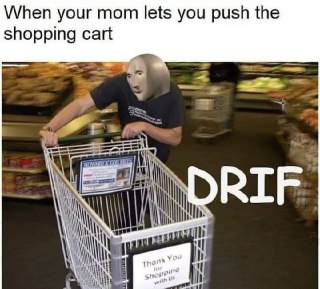 When your mom lets you push the
shopping cart
DRIF
Thank You
for
Shopping
with Us.